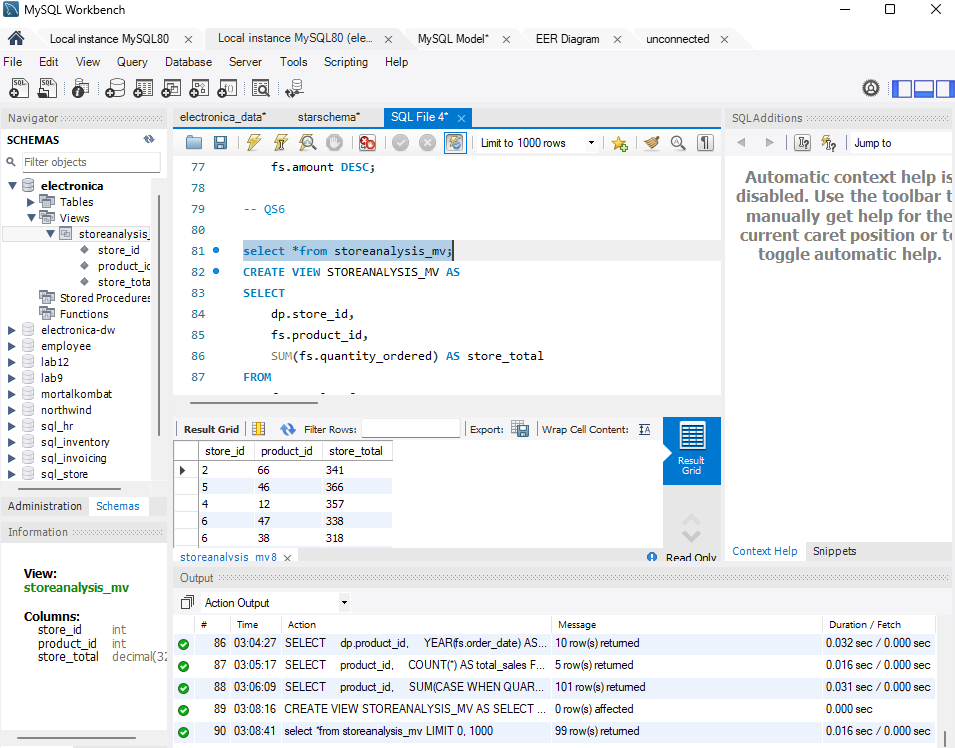 MySQL Workbench
Local instance MySQL80 × Local instance MySQL80 (ele... × MySQL Model* × EER Diagram × unconnected ×
File Edit View Query Database Server Tools Scripting Help
Navigator
SCHEMAS
Filter objects
electronica
Tables
Views
storeanalysis_
store_id
product_id
store_tota
Stored Procedures
Functions
electronica-dw
employee
lab12
lab9
mortalkombat
northwind
sql_hr
sql_inventory
sql_invoicing
sql_store
Administration Schemas
Information
View:
storeanalysis_mv
Columns:
store_id int
product_id int
store_total decimal(32
electronica_data* starschema* SQL File 4* ×
Limit to 1000 rows
77 fs.amount DESC;
78
79 -- QS6
80
81 select *from storeanalysis_mv;
82 CREATE VIEW STOREANALYSIS_MV AS
83 SELECT
84 dp.store_id,
85 fs.product_id,
86 SUM(fs.quantity_ordered) AS store_total
87 FROM
Result Grid Filter Rows: Export: Wrap Cell Content: IA
store_id product_id store_total
2 66 341
5 46 366
4 12 357
6 47 338
6 38 318
Result
Grid
storeanalysis_mv8 × Read Only
SQLAdditions
Jump to
Automatic context help is
disabled. Use the toolbar t
manually get help for the
current caret position or to
toggle automatic help.
Context Help Snippets
Output
Action Output
# Time Action Message Duration / Fetch
86 03:04:27 SELECT dp.product_id, YEAR(fs.order_date) AS... 10 row(s) returned 0.032 sec / 0.000 sec
87 03:05:17 SELECT product_id, COUNT(*) AS total_sales F... 5 row(s) returned 0.016 sec / 0.000 sec
88 03:06:09 SELECT product_id, SUM(CASE WHEN QUAR... 101 row(s) returned 0.031 sec / 0.000 sec
89 03:08:16 CREATE VIEW STOREANALYSIS_MV AS SELECT ... 0 row(s) affected 0.000 sec
90 03:08:41 select *from storeanalysis_mv LIMIT 0, 1000 99 row(s) returned 0.016 sec / 0.000 sec